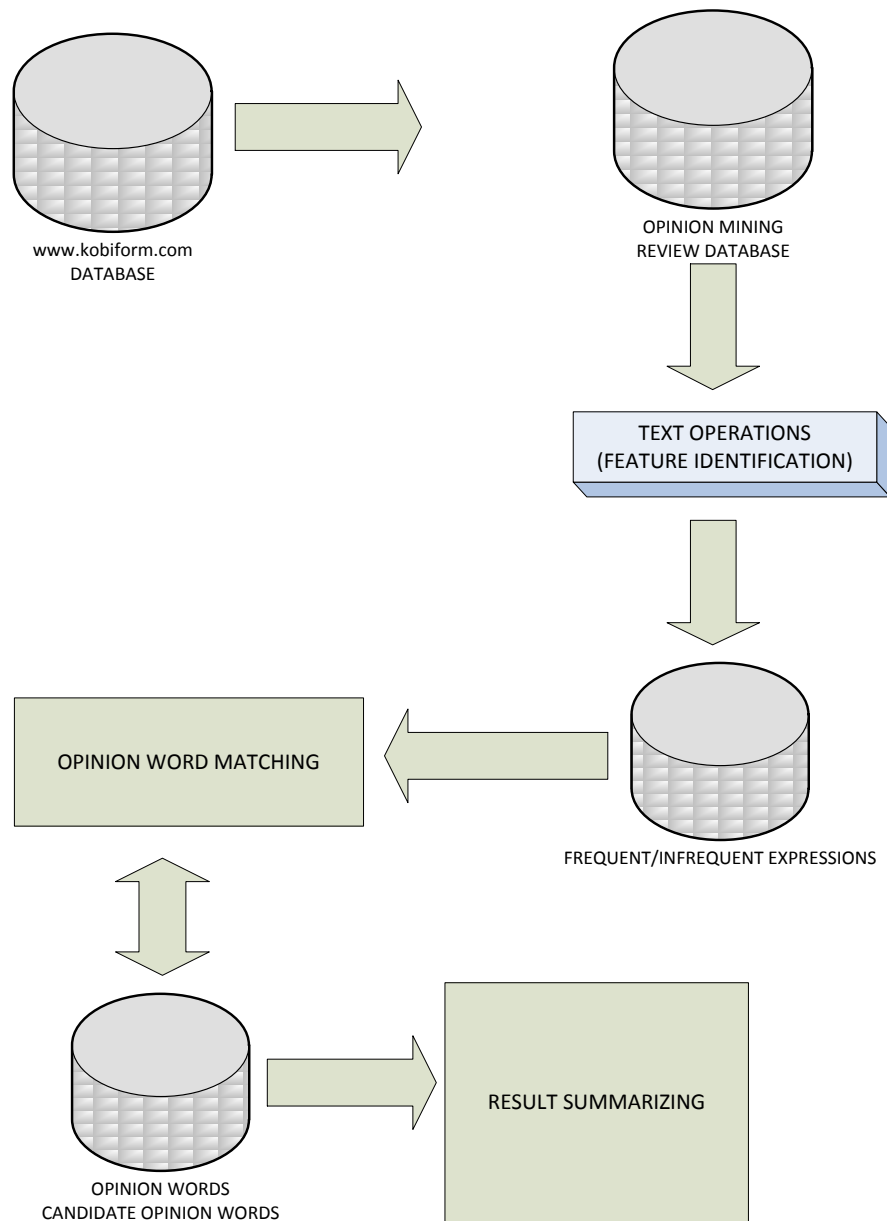 www.kobiform.com
DATABASE
OPINION MINING
REVIEW DATABASE
TEXT OPERATIONS
(FEATURE IDENTIFICATION)
FREQUENT/INFREQUENT EXPRESSIONS
OPINION WORD MATCHING
OPINION WORDS
CANDIDATE OPINION WORDS
RESULT SUMMARIZING